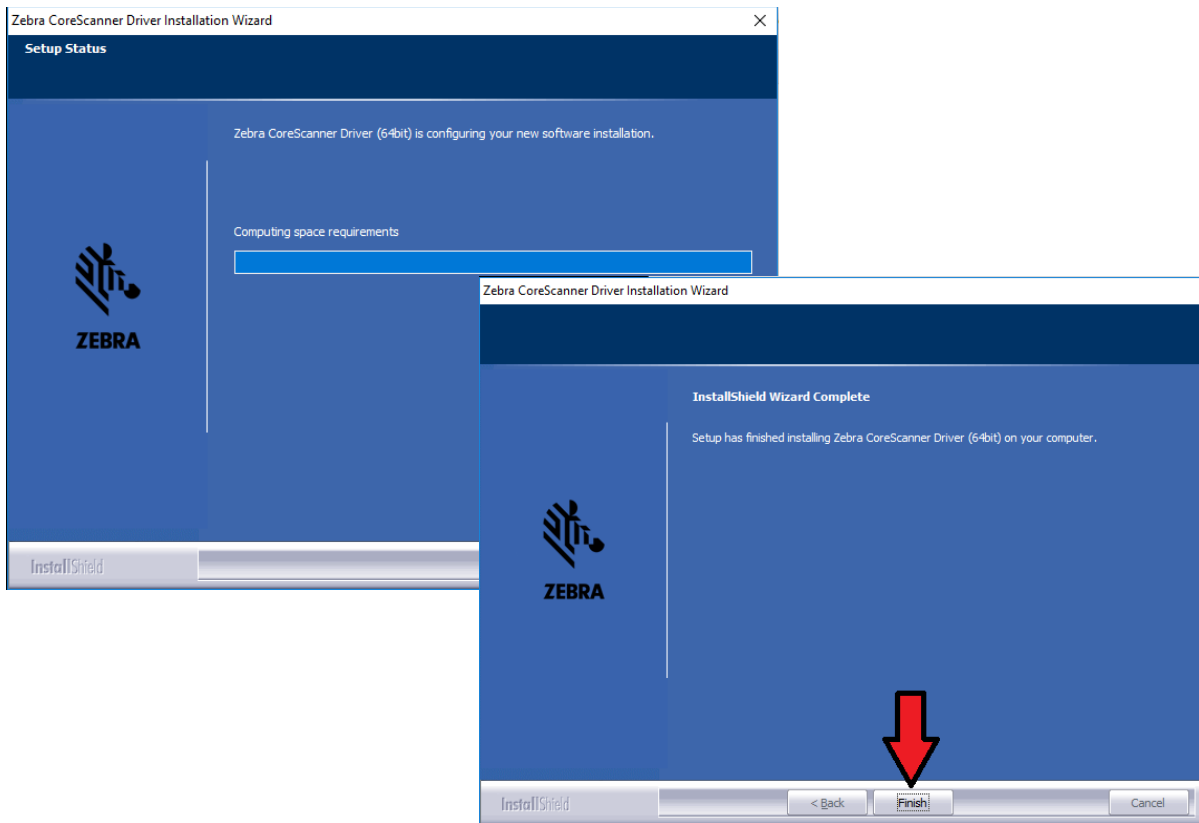 Zebra CoreScanner Driver Installation Wizard
Setup Status
Zebra CoreScanner Driver (64bit) is configuring your new software installation.
Computing space requirements
ZEBRA
InstallShield
Zebra CoreScanner Driver Installation Wizard
InstallShield Wizard Complete
Setup has finished installing Zebra CoreScanner Driver (64bit) on your computer.
ZEBRA
InstallShield
< Back
Finish
Cancel